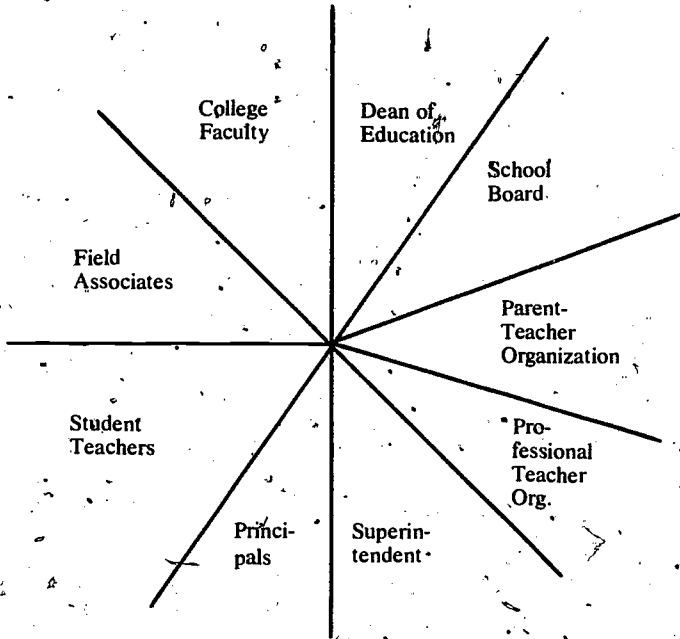 College
Faculty
Dean of
Education
School
Board
Field
Associates
Parent-
Teacher
Organization
Student
Teachers
Pro-
fessional
Teacher
Org.
Princi-
pals
Superin-
tendent